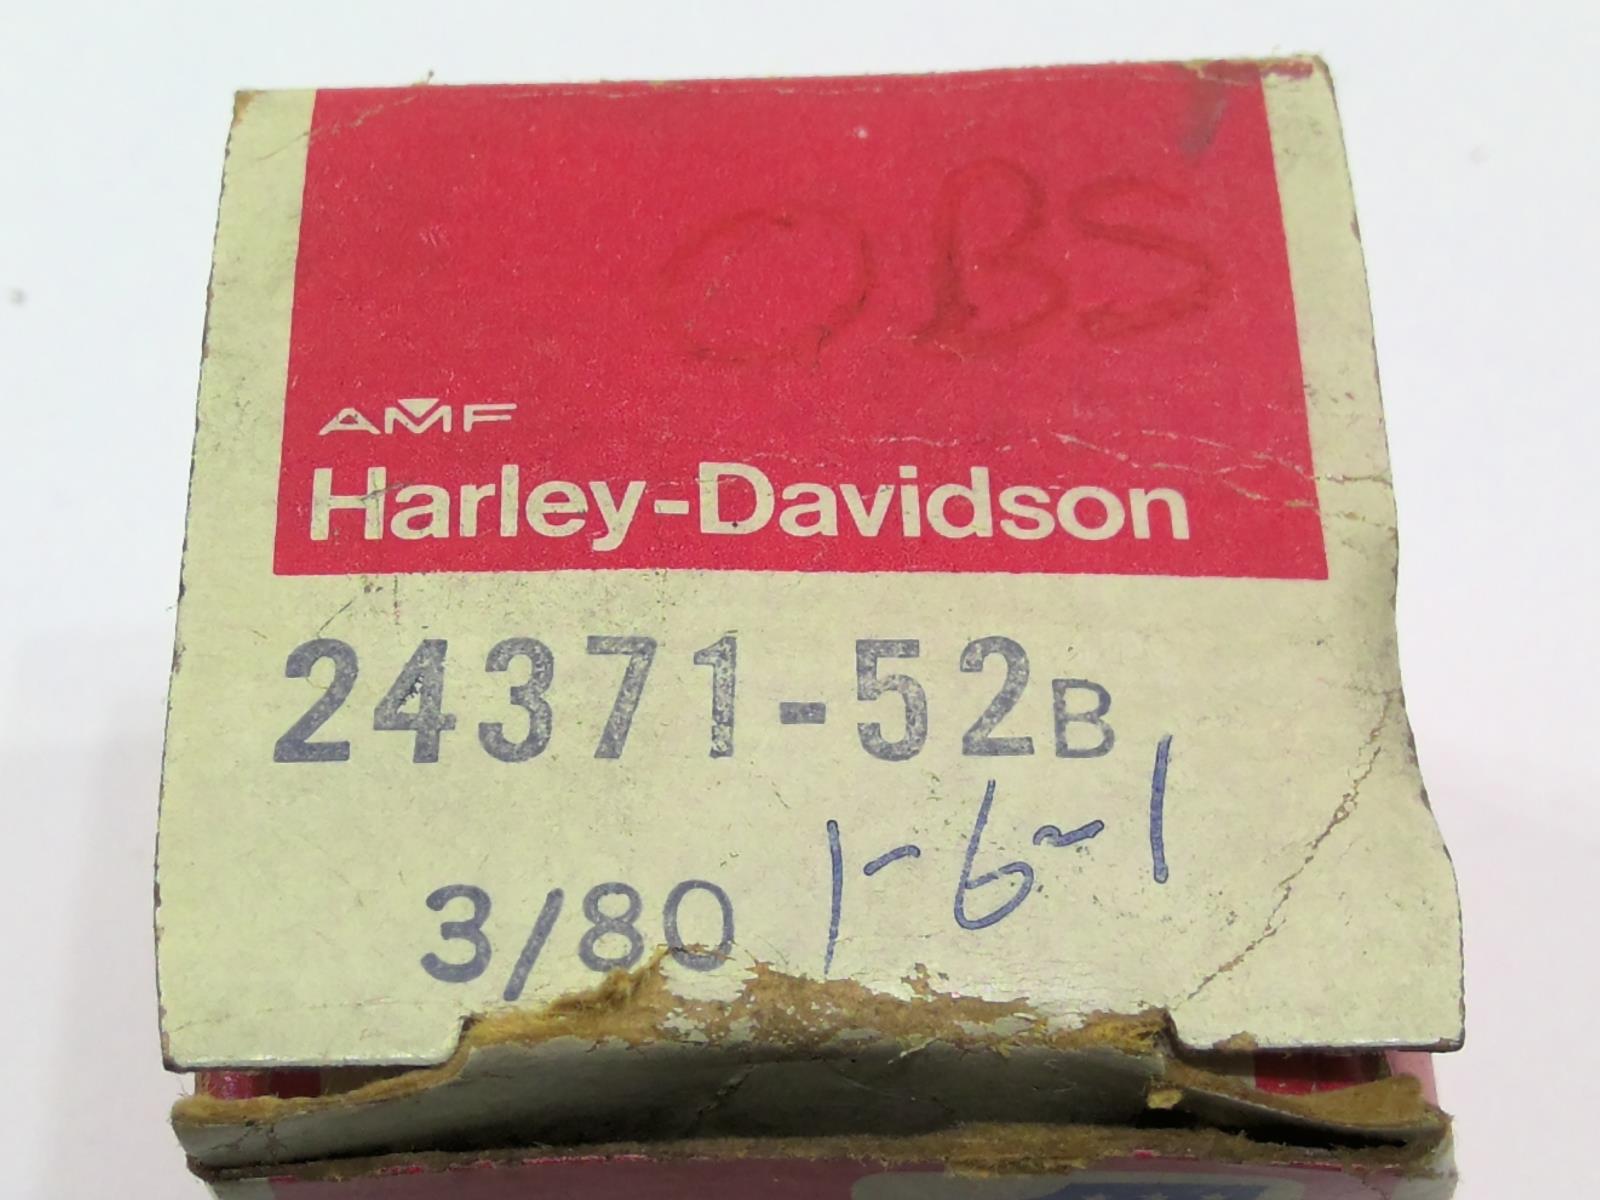 OBS
AMF
Harley-Davidson
24371-52B
1-6-1
3/80